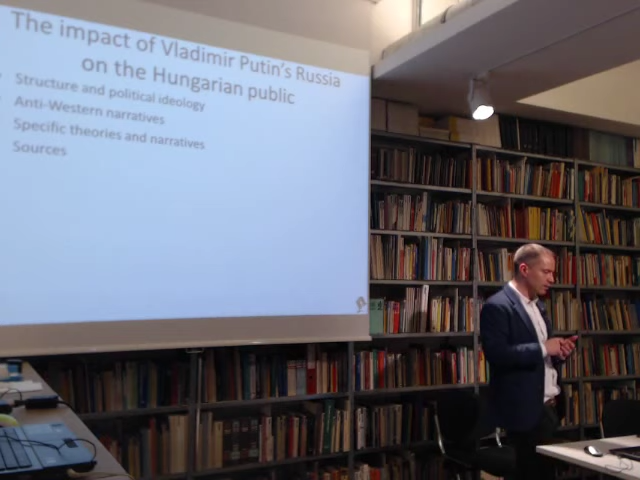 The impact of Vladimir Putin's Russia
on the Hungarian public
Structure and political ideology
Anti-Western narratives
Specific theories and narratives
Sources